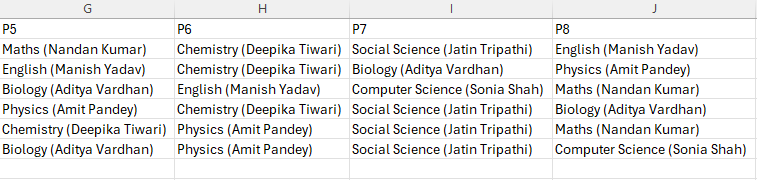 G H I J
P5 P6 P7 P8
Maths (Nandan Kumar) Chemistry (Deepika Tiwari) Social Science (Jatin Tripathi) English (Manish Yadav)
English (Manish Yadav) Chemistry (Deepika Tiwari) Biology (Aditya Vardhan) Physics (Amit Pandey)
Biology (Aditya Vardhan) English (Manish Yadav) Computer Science (Sonia Shah) Maths (Nandan Kumar)
Physics (Amit Pandey) Chemistry (Deepika Tiwari) Social Science (Jatin Tripathi) Biology (Aditya Vardhan)
Chemistry (Deepika Tiwari) Physics (Amit Pandey) Social Science (Jatin Tripathi) Maths (Nandan Kumar)
Biology (Aditya Vardhan) Physics (Amit Pandey) Social Science (Jatin Tripathi) Computer Science (Sonia Shah)